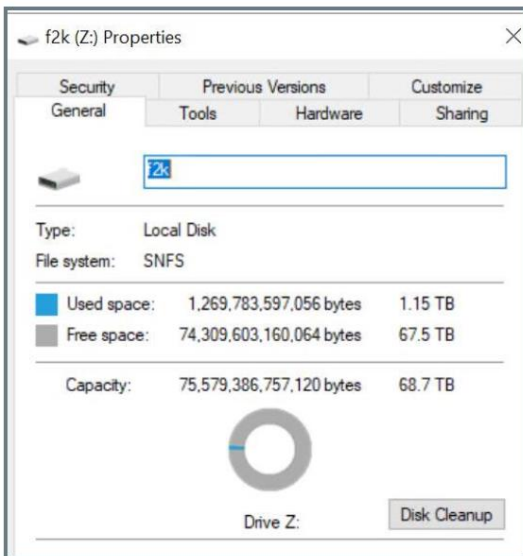 f2k (Z:) Properties
Security Previous Versions Customize
General Tools Hardware Sharing
f2k
Type: Local Disk
File system: SNFS
Used space: 1,269,783,597,056 bytes 1.15 TB
Free space: 74,309,603,160,064 bytes 67.5 TB
Capacity: 75,579,386,757,120 bytes 68.7 TB
Drive Z:
Disk Cleanup